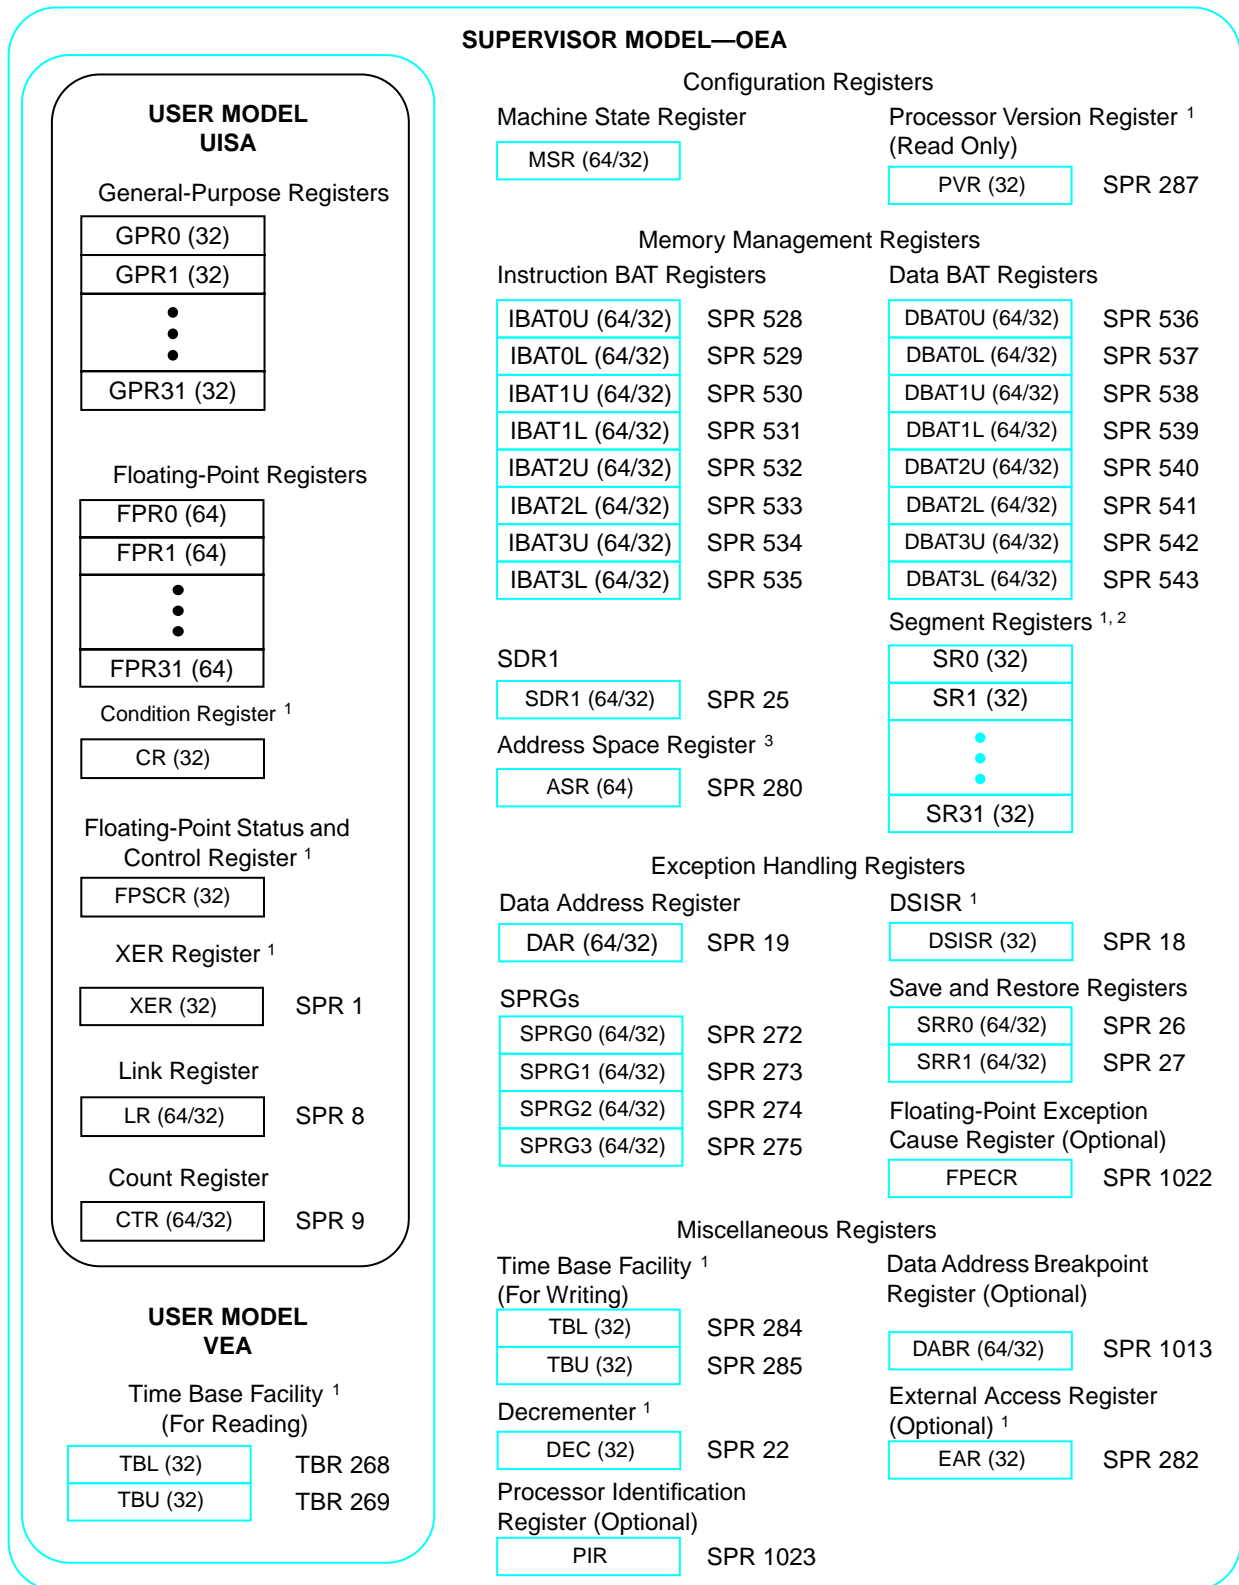 SUPERVISOR MODEL—OEA
USER MODEL
UISA
General-Purpose Registers
GPR0 (32)
GPR1 (32)
GPR31 (32)
Floating-Point Registers
FPR0 (64)
FPR1 (64)
FPR31 (64)
Condition Register 1
CR (32)
Floating-Point Status and
Control Register 1
FPSCR (32)
XER Register 1
XER (32) SPR 1
Link Register
LR (64/32) SPR 8
Count Register
CTR (64/32) SPR 9
USER MODEL
VEA
Time Base Facility 1
(For Reading)
TBL (32) TBR 268
TBU (32) TBR 269
Configuration Registers
Machine State Register
MSR (64/32)
Processor Version Register 1
(Read Only)
PVR (32) SPR 287
Memory Management Registers
Instruction BAT Registers
IBAT0U (64/32) SPR 528
IBAT0L (64/32) SPR 529
IBAT1U (64/32) SPR 530
IBAT1L (64/32) SPR 531
IBAT2U (64/32) SPR 532
IBAT2L (64/32) SPR 533
IBAT3U (64/32) SPR 534
IBAT3L (64/32) SPR 535
Data BAT Registers
DBAT0U (64/32) SPR 536
DBAT0L (64/32) SPR 537
DBAT1U (64/32) SPR 538
DBAT1L (64/32) SPR 539
DBAT2U (64/32) SPR 540
DBAT2L (64/32) SPR 541
DBAT3U (64/32) SPR 542
DBAT3L (64/32) SPR 543
SDR1
SDR1 (64/32) SPR 25
Address Space Register 3
ASR (64) SPR 280
Segment Registers 1, 2
SR0 (32)
SR1 (32)
SR31 (32)
Exception Handling Registers
Data Address Register
DAR (64/32) SPR 19
DSISR 1
DSISR (32) SPR 18
SPRGs
SPRG0 (64/32) SPR 272
SPRG1 (64/32) SPR 273
SPRG2 (64/32) SPR 274
SPRG3 (64/32) SPR 275
Save and Restore Registers
SRR0 (64/32) SPR 26
SRR1 (64/32) SPR 27
Floating-Point Exception
Cause Register (Optional)
FPECR SPR 1022
Miscellaneous Registers
Time Base Facility 1
(For Writing)
TBL (32) SPR 284
TBU (32) SPR 285
Data Address Breakpoint
Register (Optional)
DABR (64/32) SPR 1013
Decrementer 1
DEC (32) SPR 22
External Access Register
(Optional) 1
EAR (32) SPR 282
Processor Identification
Register (Optional)
PIR SPR 1023